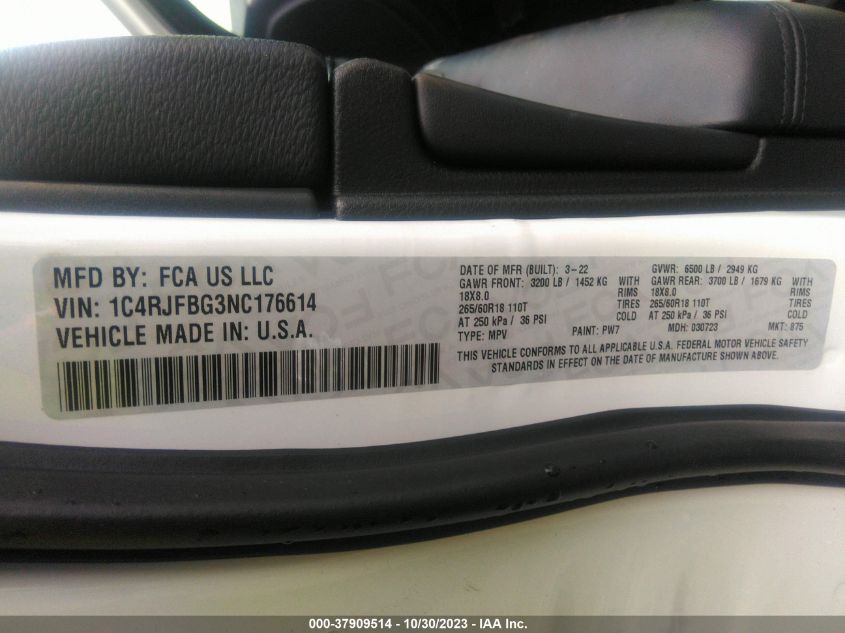 MFD BY: FCA US LLC
VIN: 1C4RJFBG3NC176614
VEHICLE MADE IN: U.S.A.
DATE OF MFR (BUILT): 3-22 GVWR: 6500 LB / 2949 KG
GAWR FRONT: 3200 LB / 1452 KG WITH GAWR REAR: 3700 LB / 1679 KG WITH
18X8.0 RIMS 18X8.0 RIMS
265/60R18 110T TIRES 265/60R18 110T TIRES
AT 250 kPa / 36 PSI COLD AT 250 kPa / 36 PSI COLD
TYPE: MPV PAINT: PW7 MDH: 030723 MKT: 875
THIS VEHICLE CONFORMS TO ALL APPLICABLE U.S.A. FEDERAL MOTOR VEHICLE SAFETY
STANDARDS IN EFFECT ON THE DATE OF MANUFACTURE SHOWN ABOVE.
000-37909514 - 10/30/2023 - IAA Inc.